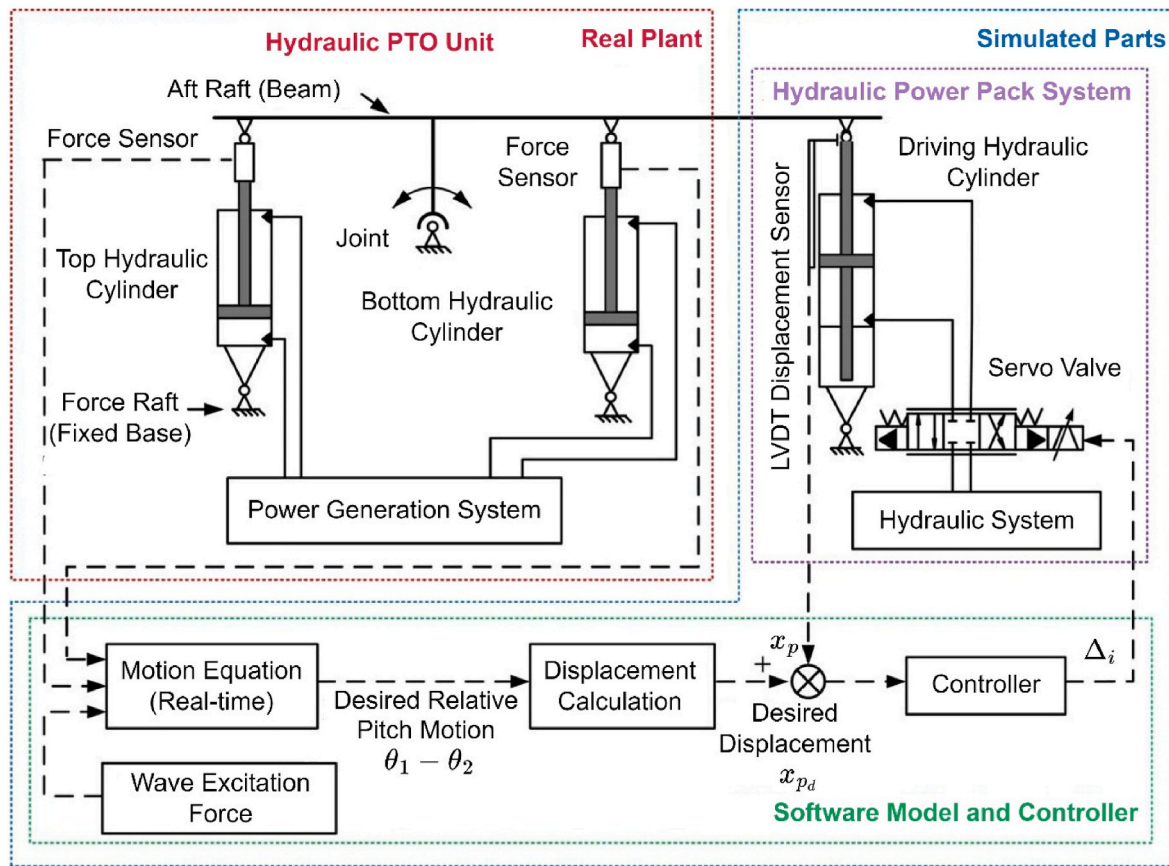 Hydraulic PTO Unit
Real Plant
Simulated Parts
Aft Raft (Beam)
Hydraulic Power Pack System
Force Sensor
Force
Sensor
Driving Hydraulic
Cylinder
LVDT Displacement Sensor
Joint
Top Hydraulic
Cylinder
Bottom Hydraulic
Cylinder
Servo Valve
Force Raft
(Fixed Base)
Power Generation System
Hydraulic System
Motion Equation
(Real-time)
Desired Relative
Pitch Motion
θ₁ − θ₂
Displacement
Calculation
x_p
+
Desired
Displacement
x_{p_d}
Controller
Δ_i
Wave Excitation
Force
Software Model and Controller